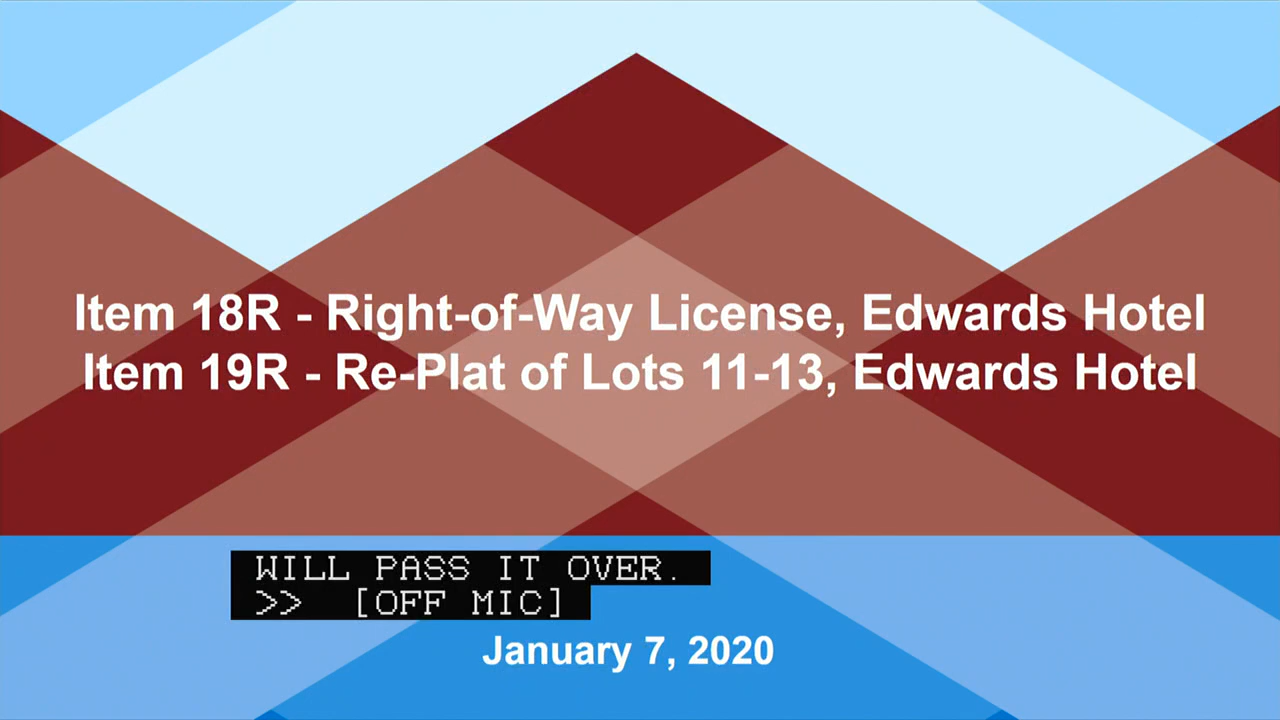 Item 18R - Right-of-Way License, Edwards Hotel
Item 19R - Re-Plat of Lots 11-13, Edwards Hotel
WILL PASS IT OVER.
>> [OFF MIC]
January 7, 2020